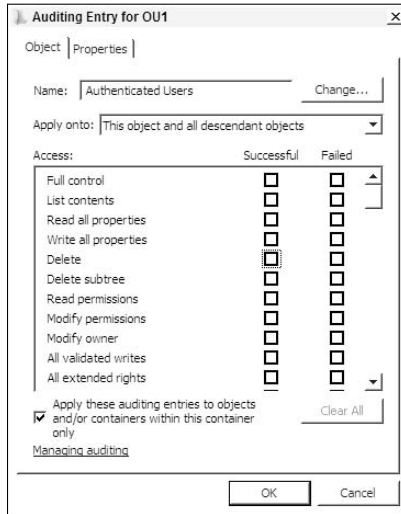 Auditing Entry for OU1
Object Properties
Name: Authenticated Users Change...
Apply onto: This object and all descendant objects
Access: Successful Failed
Full control
List contents
Read all properties
Write all properties
Delete
Delete subtree
Read permissions
Modify permissions
Modify owner
All validated writes
All extended rights
Apply these auditing entries to objects
and/or containers within this container
only
Clear All
Managing auditing
OK Cancel